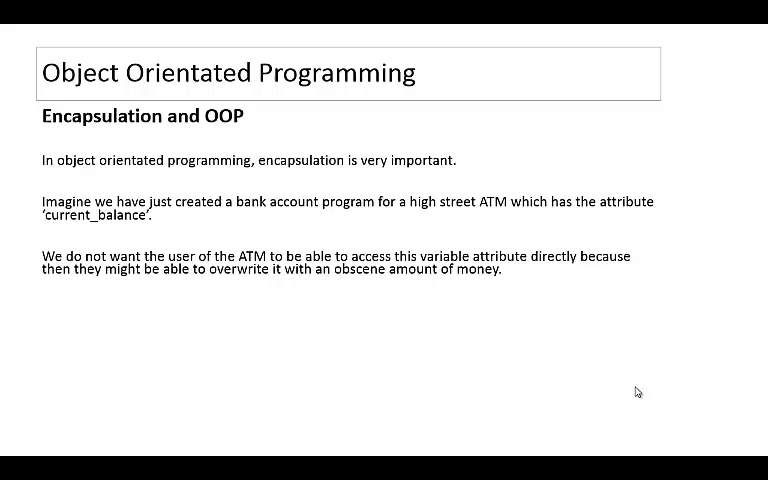 Object Orientated Programming
Encapsulation and OOP
In object orientated programming, encapsulation is very important.
Imagine we have just created a bank account program for a high street ATM which has the attribute
‘current_balance’.
We do not want the user of the ATM to be able to access this variable attribute directly because
then they might be able to overwrite it with an obscene amount of money.